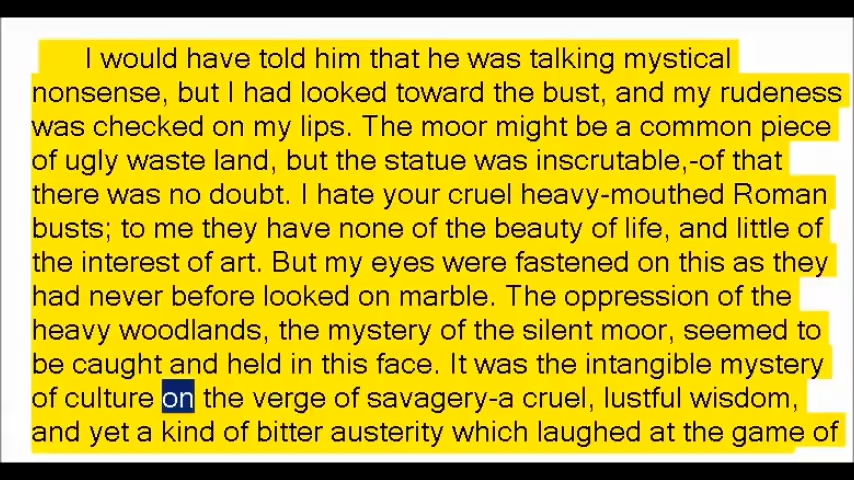 I would have told him that he was talking mystical
nonsense, but I had looked toward the bust, and my rudeness
was checked on my lips. The moor might be a common piece
of ugly waste land, but the statue was inscrutable,-of that
there was no doubt. I hate your cruel heavy-mouthed Roman
busts; to me they have none of the beauty of life, and little of
the interest of art. But my eyes were fastened on this as they
had never before looked on marble. The oppression of the
heavy woodlands, the mystery of the silent moor, seemed to
be caught and held in this face. It was the intangible mystery
of culture on the verge of savagery-a cruel, lustful wisdom,
and yet a kind of bitter austerity which laughed at the game of